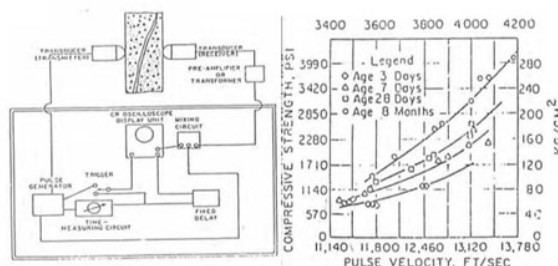 TRANSDUCER
(TRANSMITTER)
TRANSDUCER
(RECEIVER)
PRE-AMPLIFIER
OR
TRANSFORMER
CR OSCILLOSCOPE
DISPLAY UNIT
MIXING
CIRCUIT
TRIGGER
PULSE
GENERATOR
TIME-
MEASURING CIRCUIT
FIXED
DELAY
3400 3600 3800 4000 4200
COMPRESSIVE STRENGTH, PSI
3990
3420
2850
2280
1710
1140
570
Legend
Age 3 Days
Age 7 Days
Age 28 Days
Age 8 Months
280
240
200
160
120
80
40
KG/CM2
11,140 11,800 12,460 13,120 13,780
PULSE VELOCITY, FT/SEC